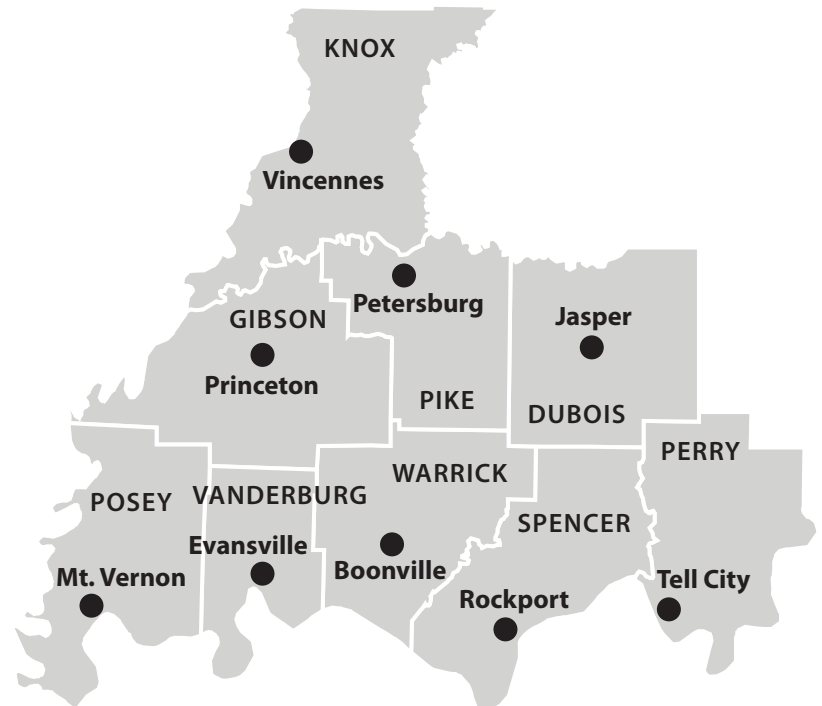 KNOX
Vincennes
Petersburg
GIBSON
Jasper
Princeton
PIKE
DUBOIS
PERRY
WARRICK
POSEY
VANDERBURG
SPENCER
Evansville
Boonville
Mt. Vernon
Tell City
Rockport